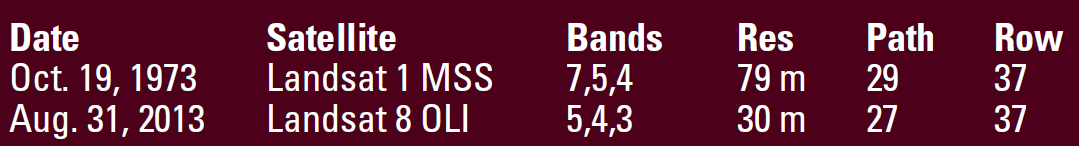 Date Satellite Bands Res Path Row
Oct. 19, 1973 Landsat 1 MSS 7,5,4 79 m 29 37
Aug. 31, 2013 Landsat 8 OLI 5,4,3 30 m 27 37